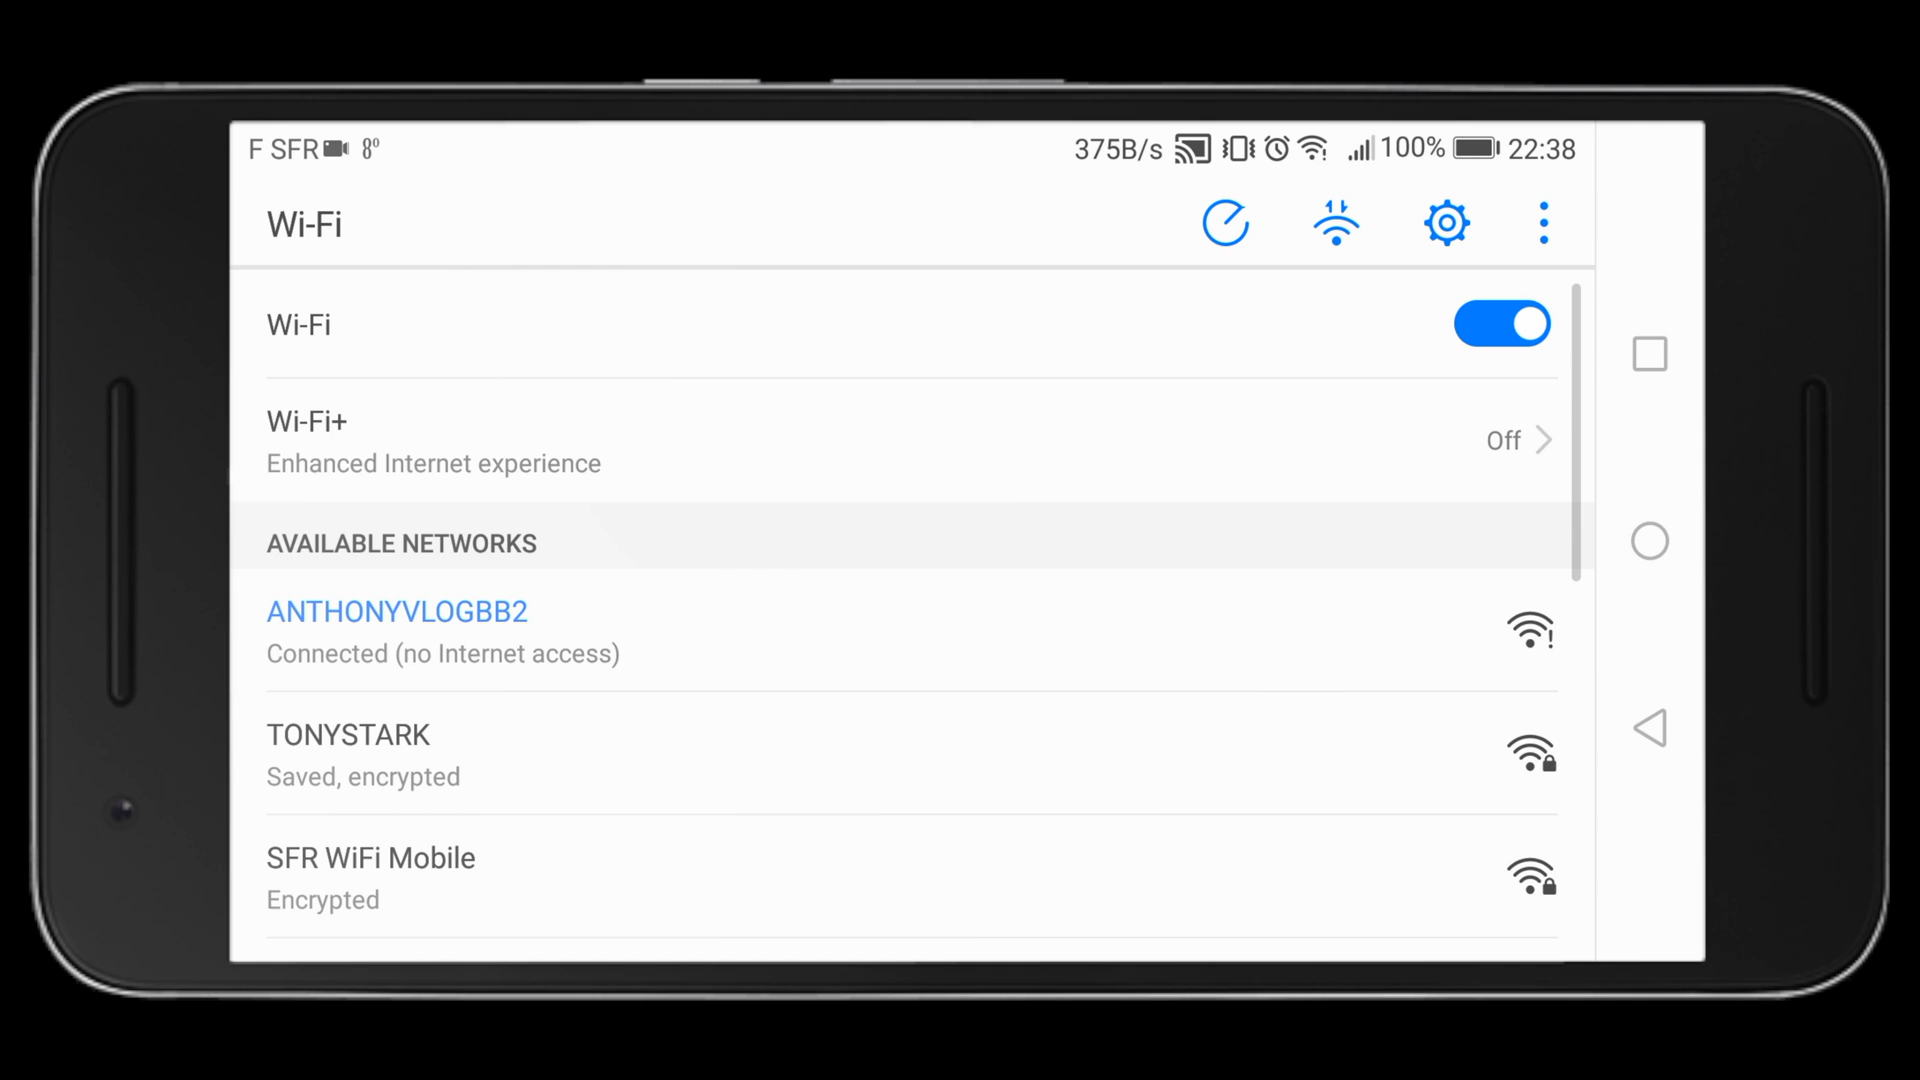 F SFR 8º 375B/s 100% 22:38
Wi-Fi
Wi-Fi
Wi-Fi+
Enhanced Internet experience
Off
AVAILABLE NETWORKS
ANTHONYVLOGBB2
Connected (no Internet access)
TONYSTARK
Saved, encrypted
SFR WiFi Mobile
Encrypted